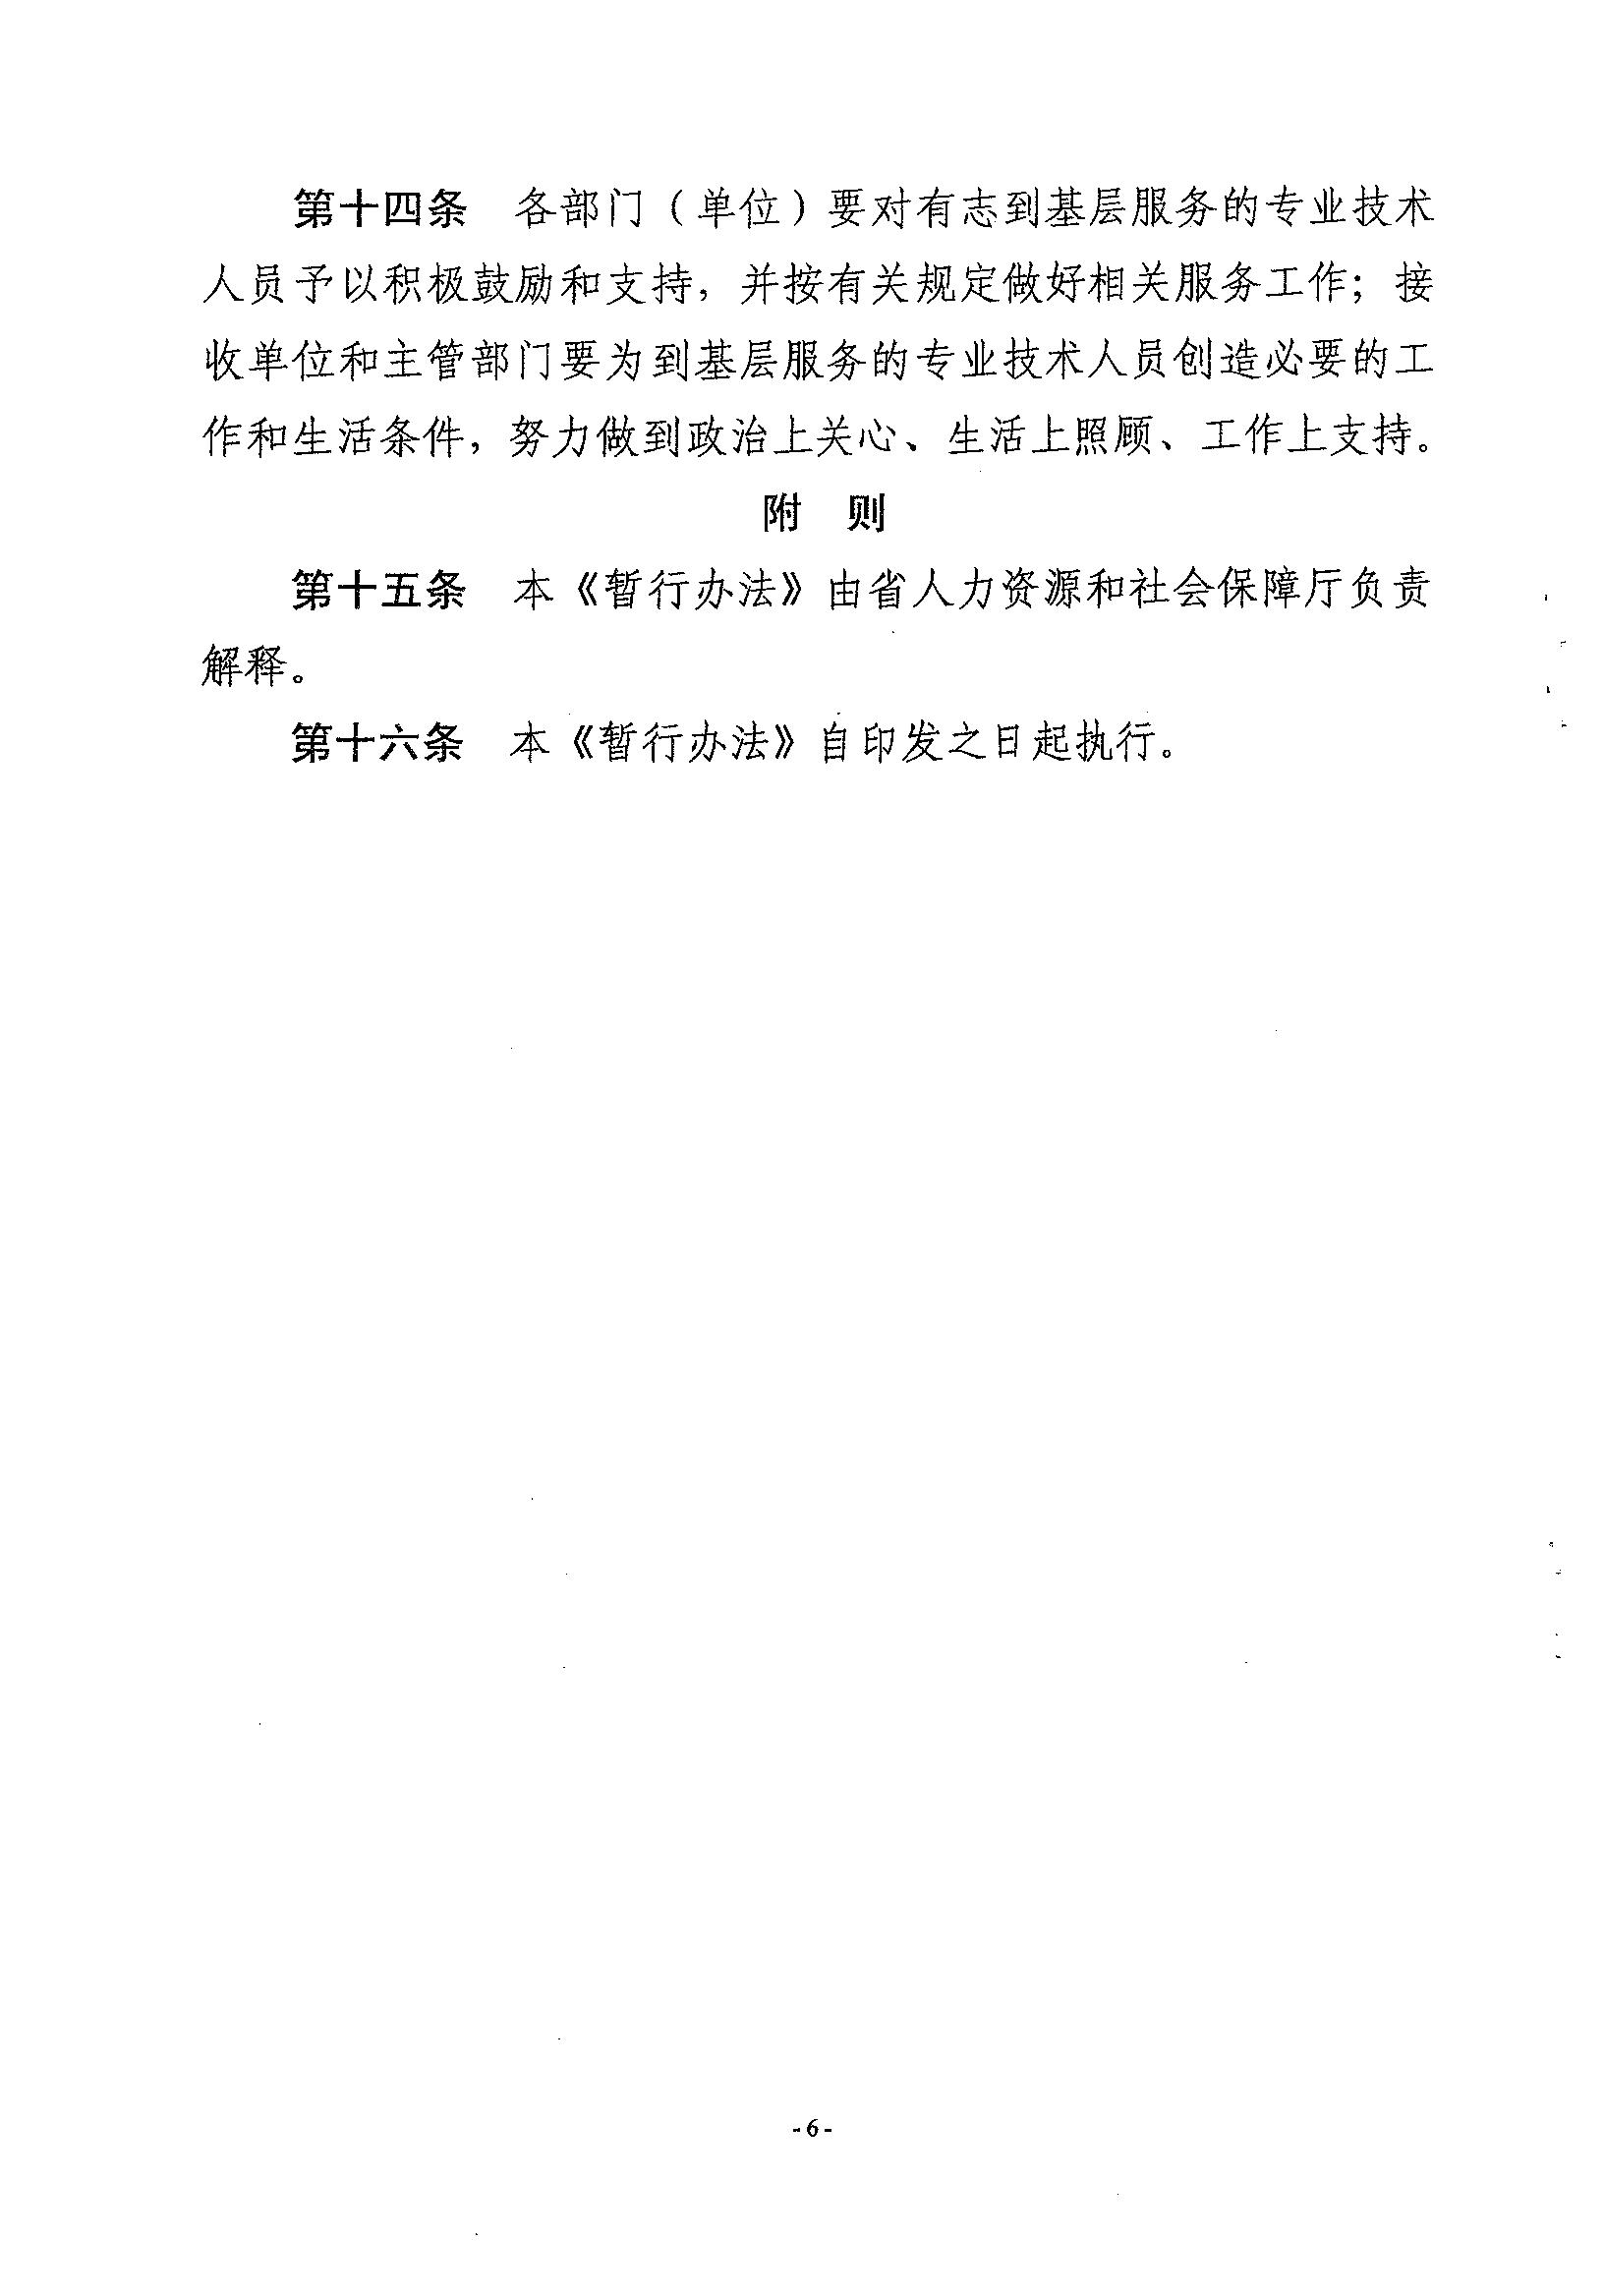 第十四条　各部门（单位）要对有志到基层服务的专业技术
人员予以积极鼓励和支持，并按有关规定做好相关服务工作；接
收单位和主管部门要为到基层服务的专业技术人员创造必要的工
作和生活条件，努力做到政治上关心、生活上照顾、工作上支持。
附　则
第十五条　本《暂行办法》由省人力资源和社会保障厅负责
解释。
第十六条　本《暂行办法》自印发之日起执行。
-6-